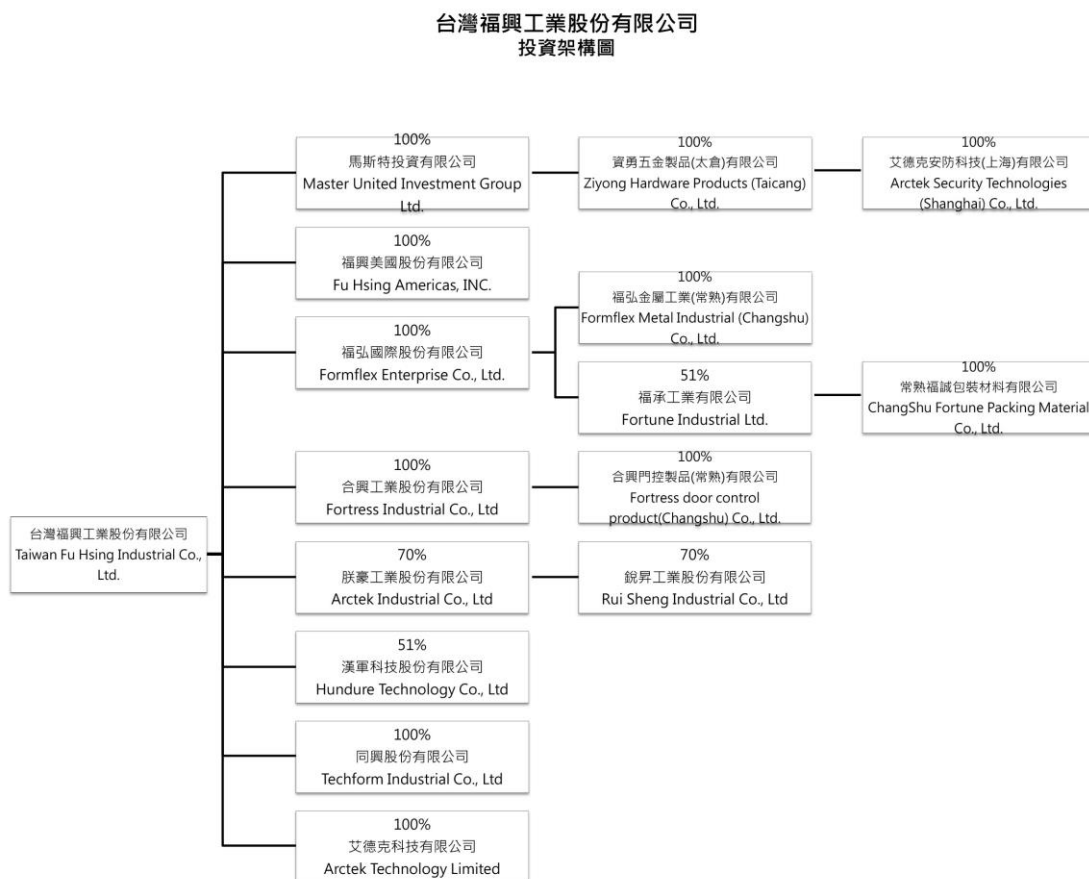 台灣福興工業股份有限公司
投資架構圖
100%
馬斯特投資有限公司
Master United Investment Group
Ltd.
100%
資勇五金製品(太倉)有限公司
Ziyong Hardware Products (Taicang)
Co., Ltd.
100%
艾德克安防科技(上海)有限公司
Arctek Security Technologies
(Shanghai) Co., Ltd.
100%
福興美國股份有限公司
Fu Hsing Americas, INC.
100%
福弘國際股份有限公司
Formflex Enterprise Co., Ltd.
100%
福弘金屬工業(常熟)有限公司
Formflex Metal Industrial (Changshu)
Co., Ltd.
51%
福承工業有限公司
Fortune Industrial Ltd.
100%
常熟福誠包裝材料有限公司
ChangShu Fortune Packing Material
Co., Ltd.
100%
合興工業股份有限公司
Fortress Industrial Co., Ltd
100%
合興門控製品(常熟)有限公司
Fortress door control
product(Changshu) Co., Ltd.
台灣福興工業股份有限公司
Taiwan Fu Hsing Industrial Co.,
Ltd.
70%
朕豪工業股份有限公司
Arctek Industrial Co., Ltd
70%
銳昇工業股份有限公司
Rui Sheng Industrial Co., Ltd
51%
漢軍科技股份有限公司
Hundure Technology Co., Ltd
100%
同興股份有限公司
Techform Industrial Co., Ltd
100%
艾德克科技有限公司
Arctek Technology Limited